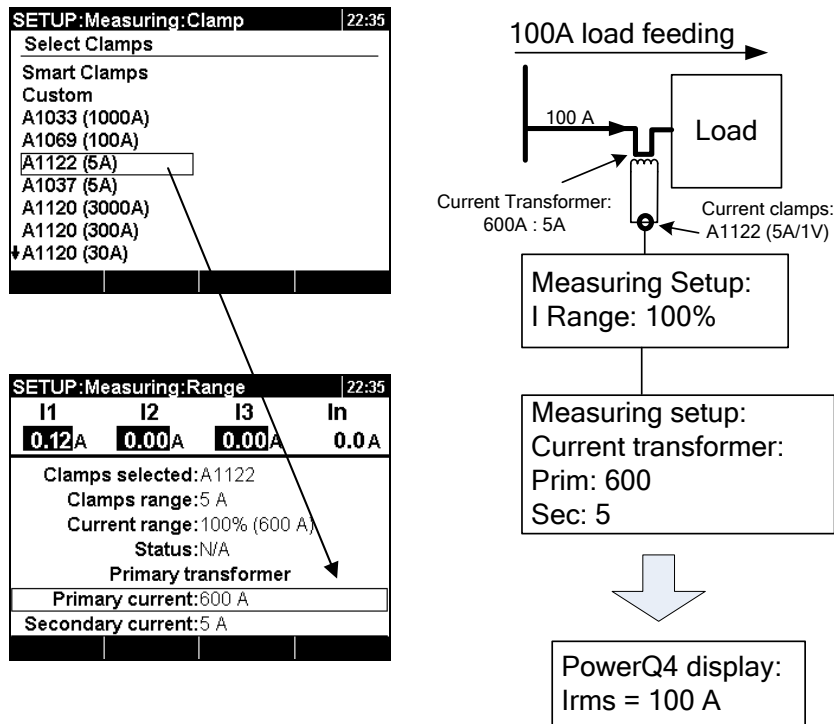 SETUP:Measuring:Clamp 22:35
Select Clamps
Smart Clamps
Custom
A1033 (1000A)
A1069 (100A)
A1122 (5A)
A1037 (5A)
A1120 (3000A)
A1120 (300A)
A1120 (30A)
SETUP:Measuring:Range 22:35
I1 I2 I3 In
0.12A 0.00A 0.00A 0.0A
Clamps selected:A1122
Clamps range:5 A
Current range:100% (600 A)
Status:N/A
Primary transformer
Primary current:600 A
Secondary current:5 A
100A load feeding
100 A
Load
Current Transformer:
600A : 5A
Current clamps:
A1122 (5A/1V)
Measuring Setup:
I Range: 100%
Measuring setup:
Current transformer:
Prim: 600
Sec: 5
PowerQ4 display:
Irms = 100 A